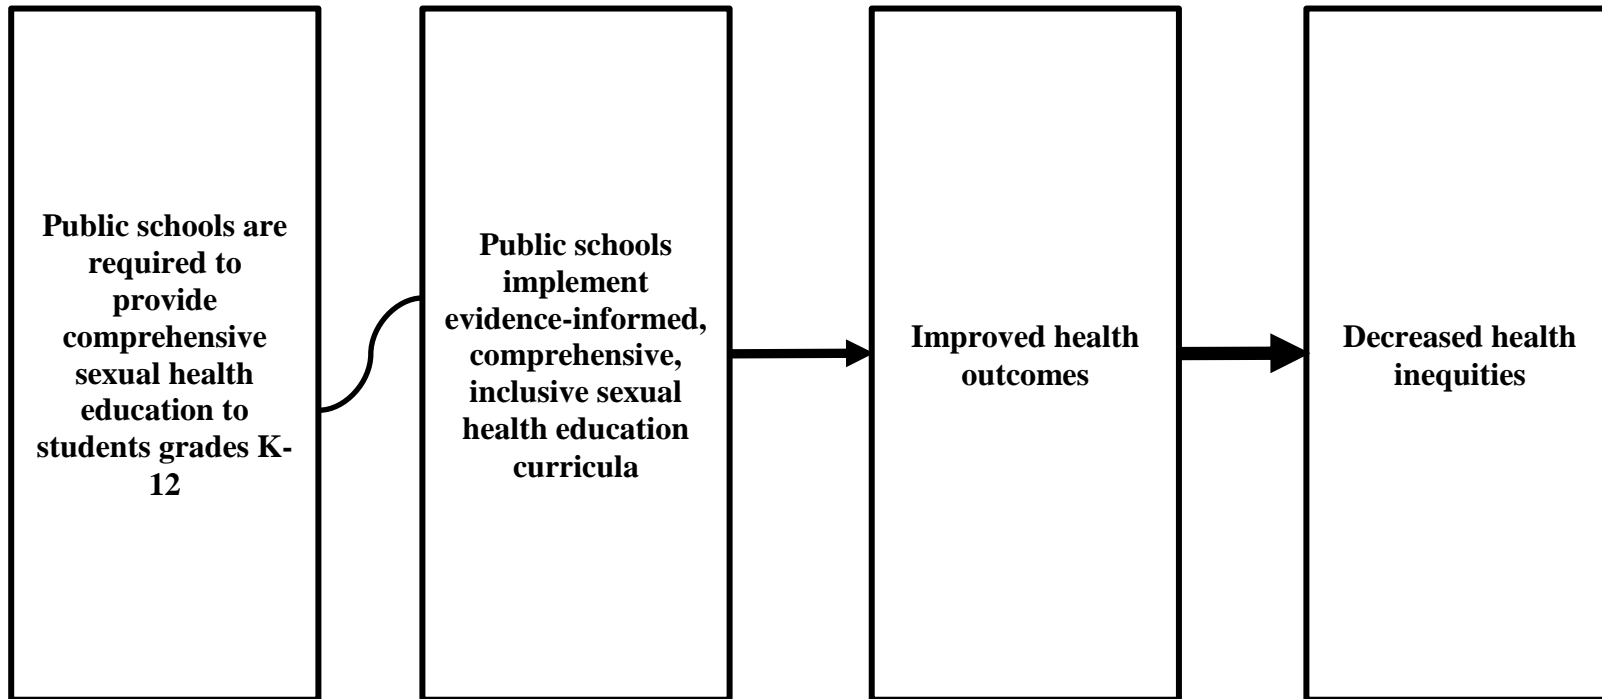 Public schools are
required to
provide
comprehensive
sexual health
education to
students grades K-
12
Public schools
implement
evidence-informed,
comprehensive,
inclusive sexual
health education
curricula
Improved health
outcomes
Decreased health
inequities